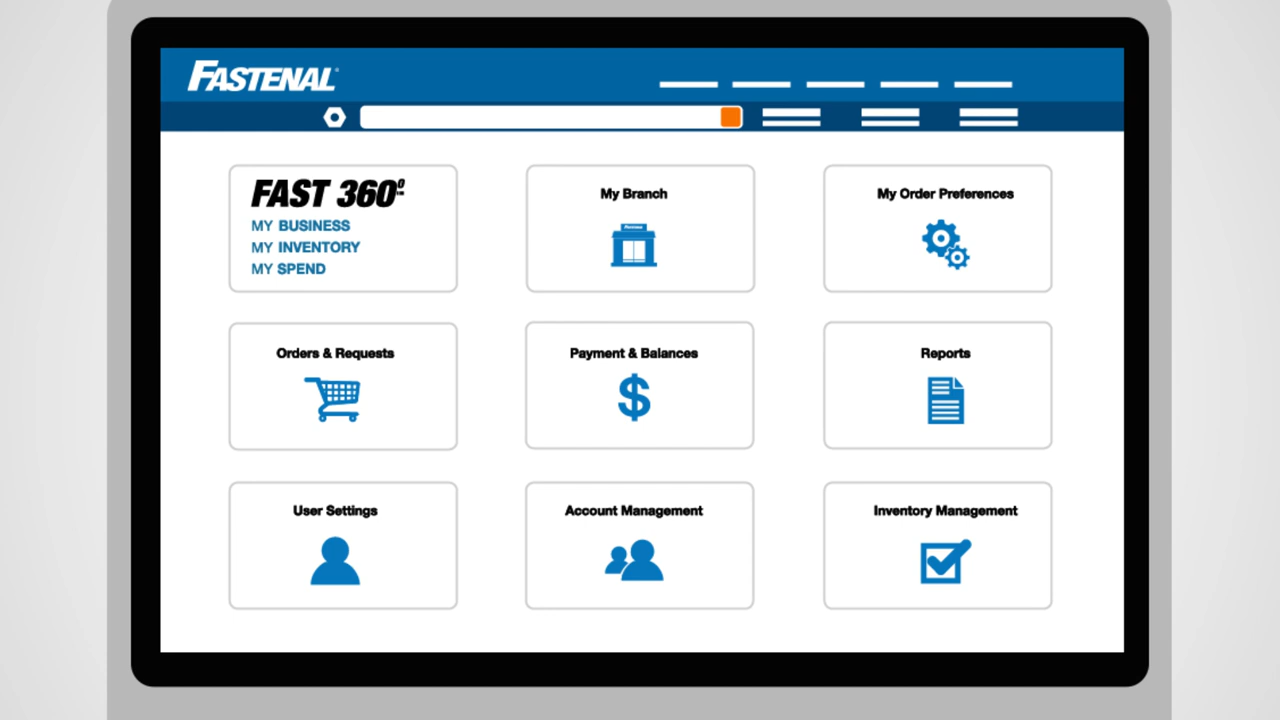 FASTENAL
FAST 360°
MY BUSINESS
MY INVENTORY
MY SPEND
My Branch
FASTENAL
My Order Preferences
Orders & Requests
Payment & Balances
$
Reports
User Settings
Account Management
Inventory Management